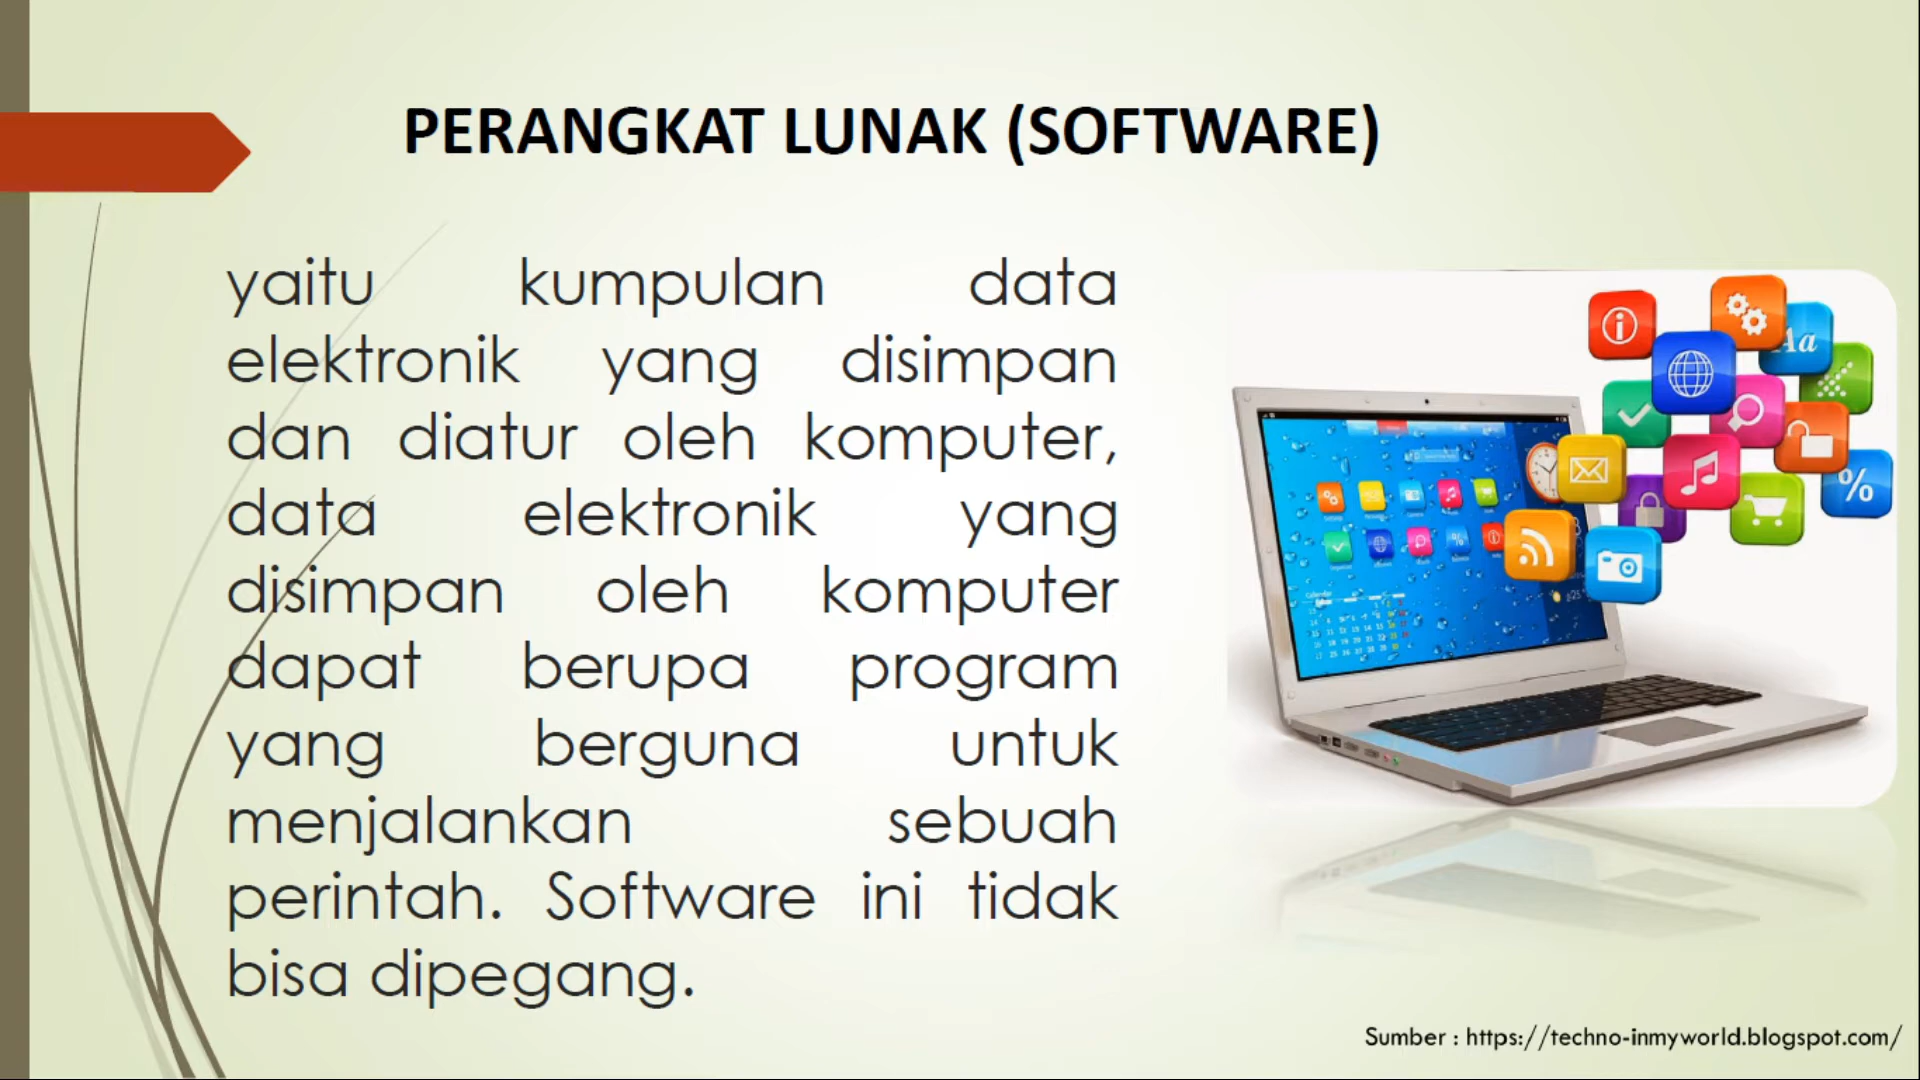 PERANGKAT LUNAK (SOFTWARE)
yaitu kumpulan data
elektronik yang disimpan
dan diatur oleh komputer,
data elektronik yang
disimpan oleh komputer
dapat berupa program
yang berguna untuk
menjalankan sebuah
perintah. Software ini tidak
bisa dipegang.
Aa
%
Sumber : https://techno-inmyworld.blogspot.com/